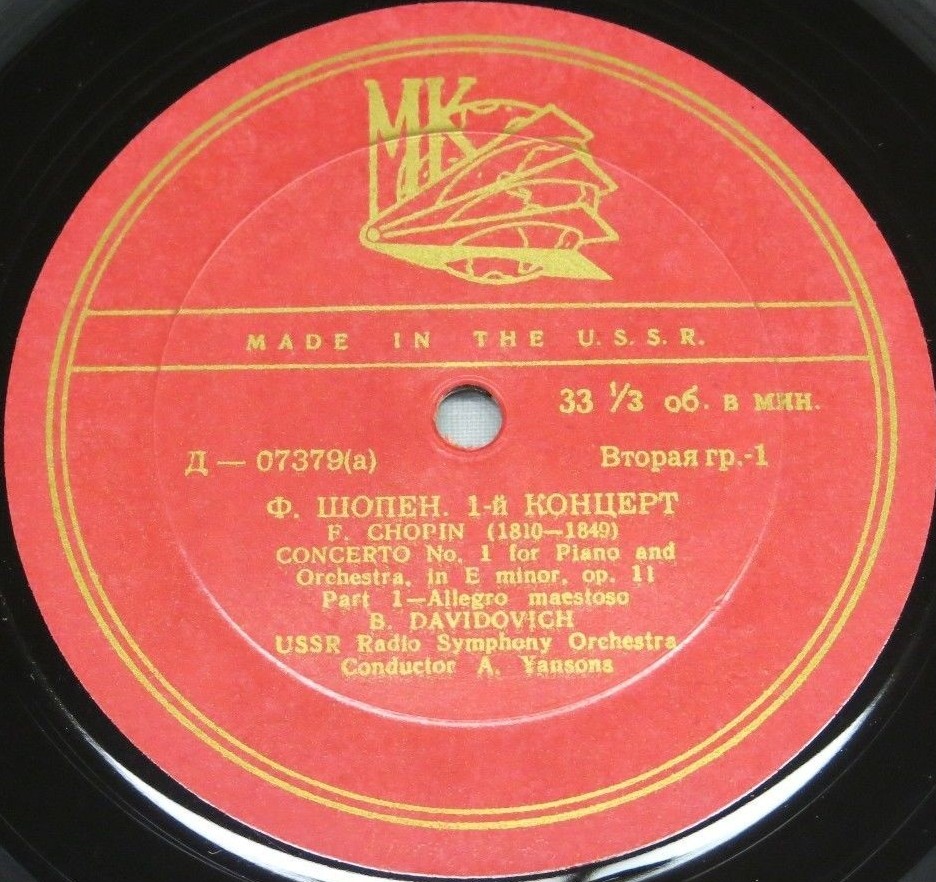 МК
MADE IN THE U.S.S.R.
33 1/3 об. в мин.
Д — 07379(а)
Вторая гр.-1
Ф. ШОПЕН. 1-й КОНЦЕРТ
F. CHOPIN (1810—1849)
CONCERTO No. 1 for Piano and
Orchestra, in E minor, op. 11
Part 1—Allegro maestoso
B. DAVIDOVICH
USSR Radio Symphony Orchestra
Conductor A. Yansons